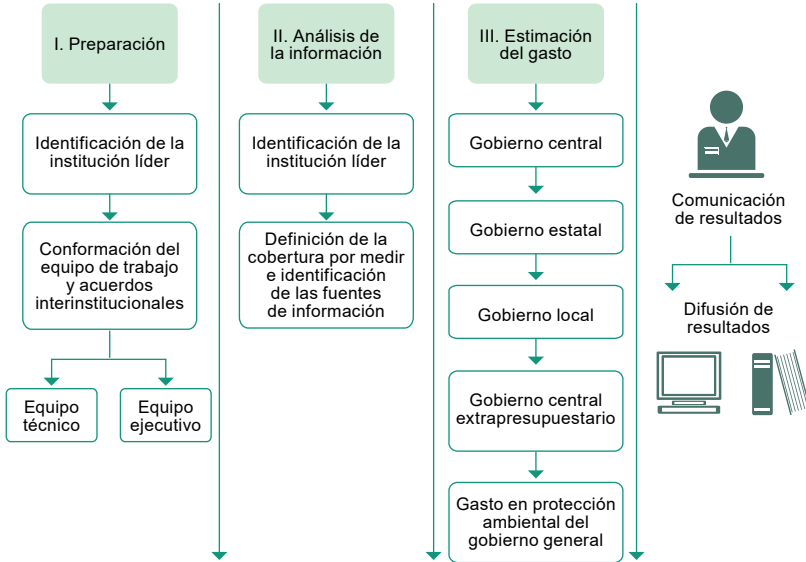 I. Preparación
Identificación de la
institución líder
Conformación del
equipo de trabajo
y acuerdos
interinstitucionales
Equipo
técnico
Equipo
ejecutivo
II. Análisis de
la información
Identificación de la
institución líder
Definición de la
cobertura por medir
e identificación
de las fuentes
de información
III. Estimación
del gasto
Gobierno central
Gobierno estatal
Gobierno local
Gobierno central
extrapresupuestario
Gasto en protección
ambiental del
gobierno general
Comunicación
de resultados
Difusión de
resultados